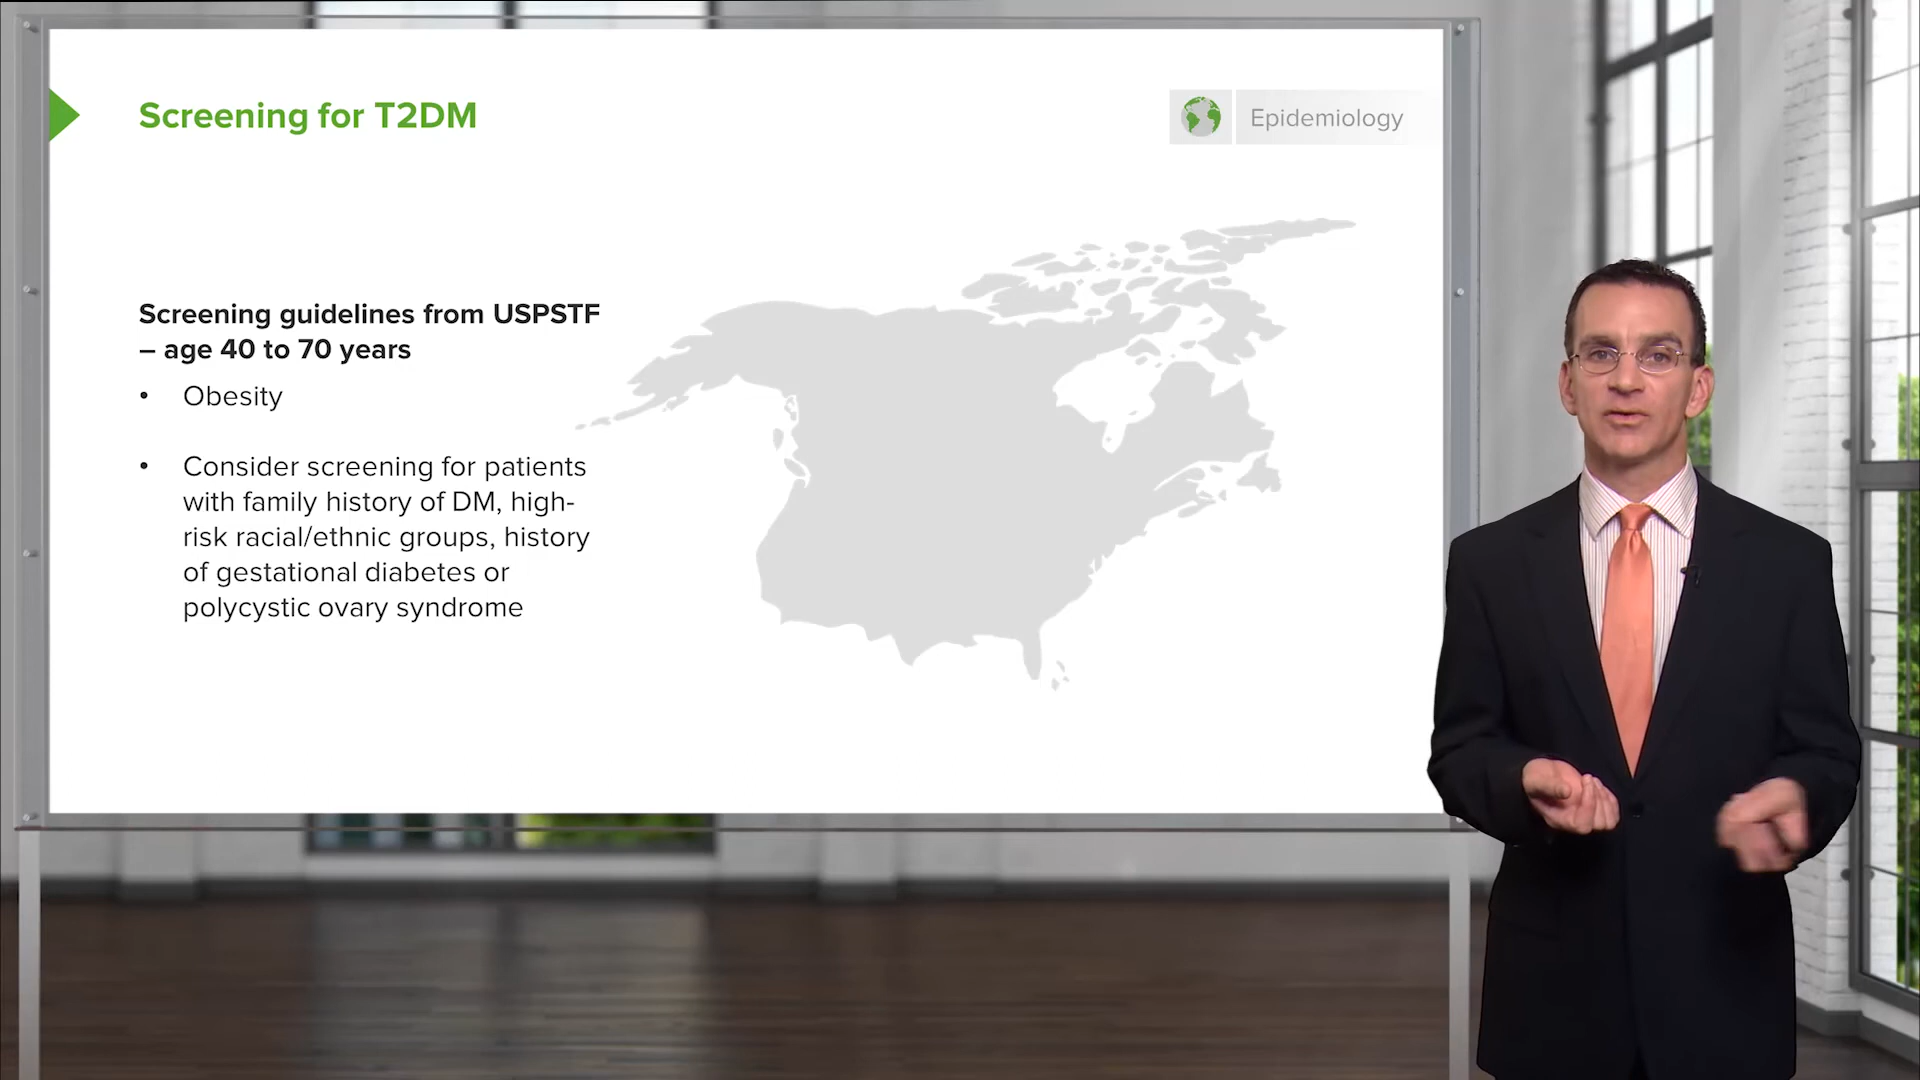 Screening for T2DM
Epidemiology
Screening guidelines from USPSTF
– age 40 to 70 years
• Obesity
• Consider screening for patients
with family history of DM, high-
risk racial/ethnic groups, history
of gestational diabetes or
polycystic ovary syndrome